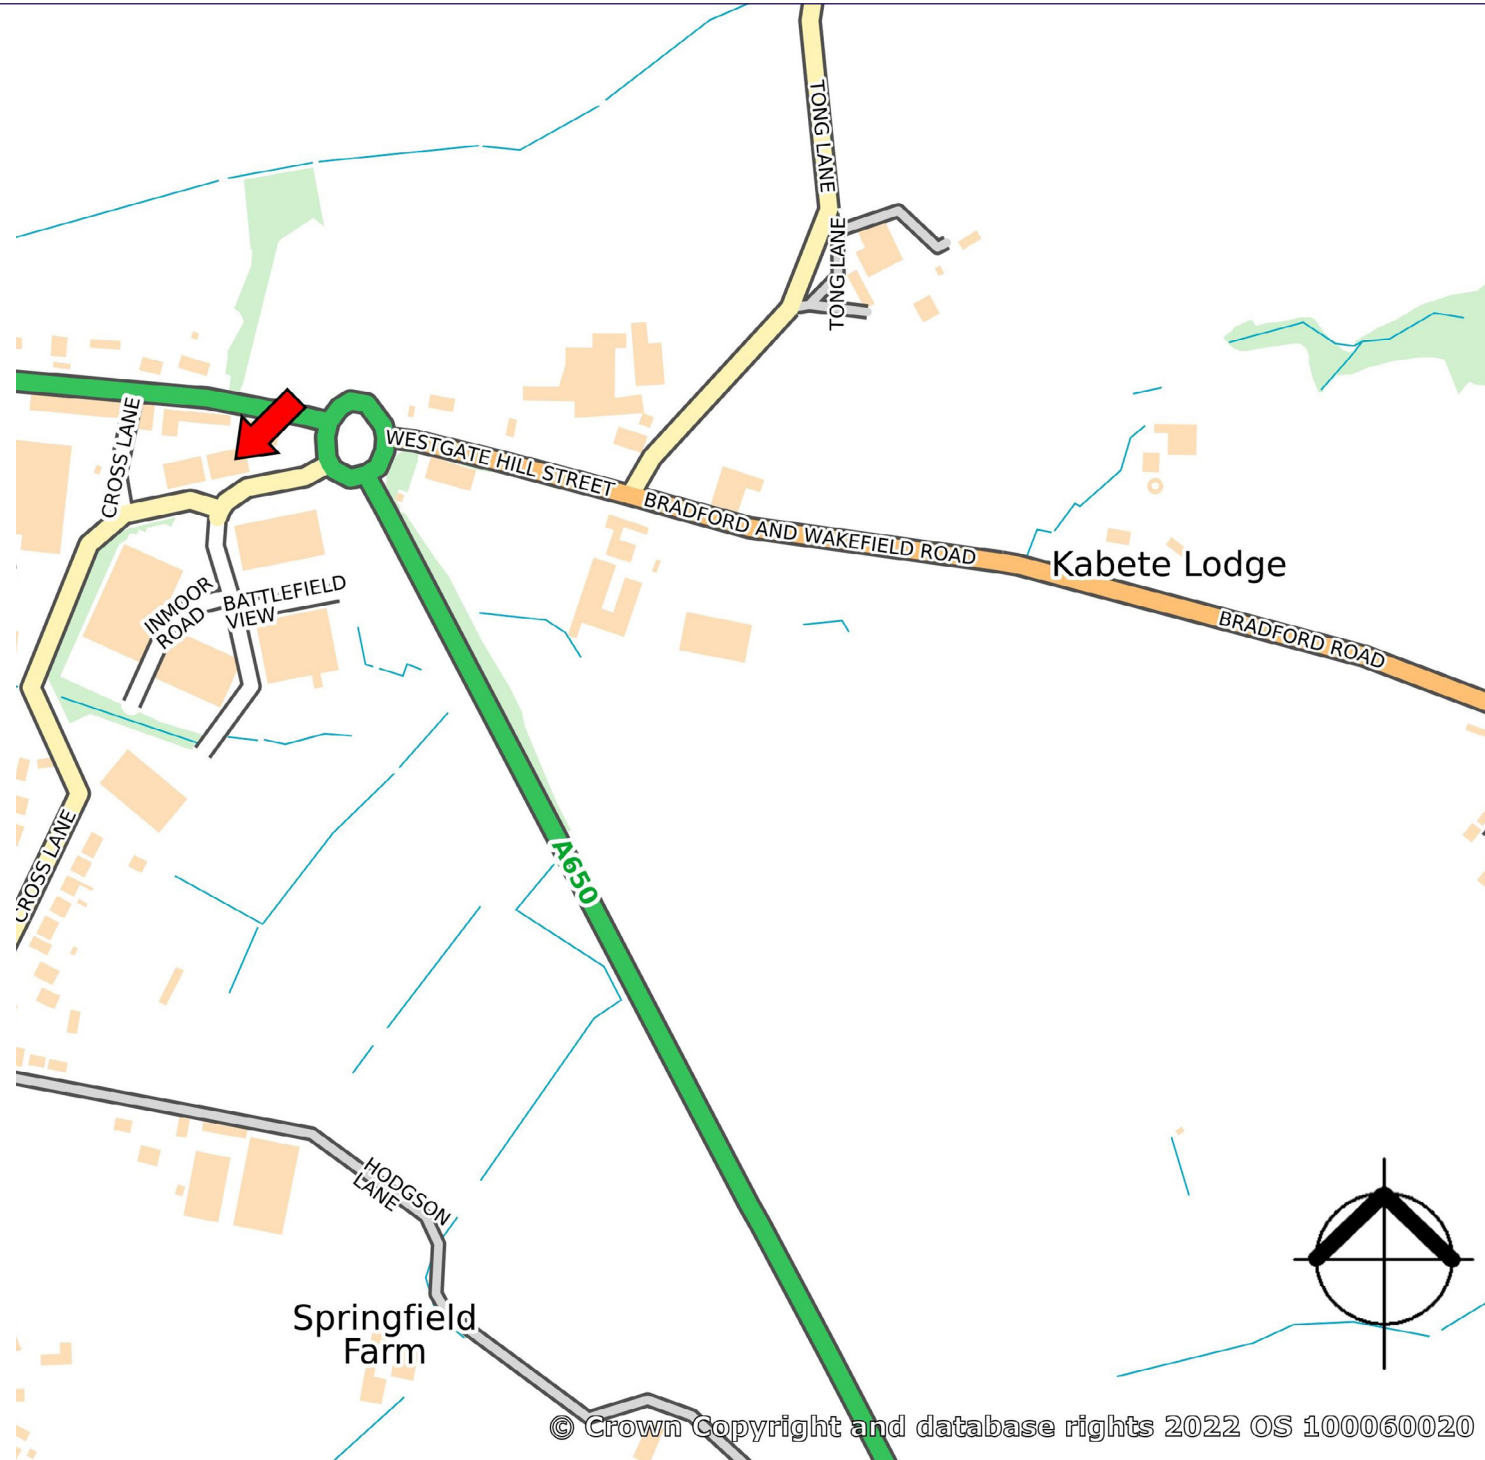 TONG LANE
TONG LANE
CROSS LANE
WESTGATE HILL STREET
BRADFORD AND WAKEFIELD ROAD
Kabete Lodge
BRADFORD ROAD
INMOOR
ROAD
BATTLEFIELD
VIEW
CROSS LANE
A650
HODGSON
LANE
Springfield
Farm
© Crown Copyright and database rights 2022 OS 1000060020